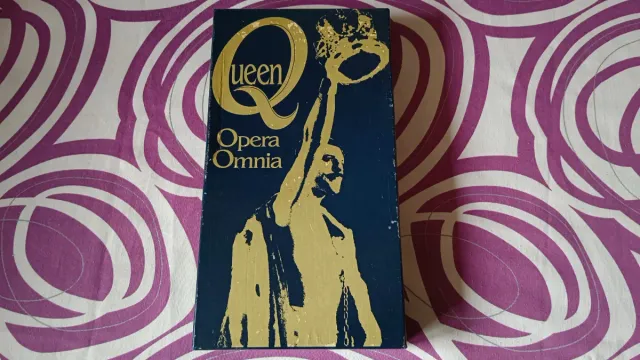 Queen
Opera
Omnia